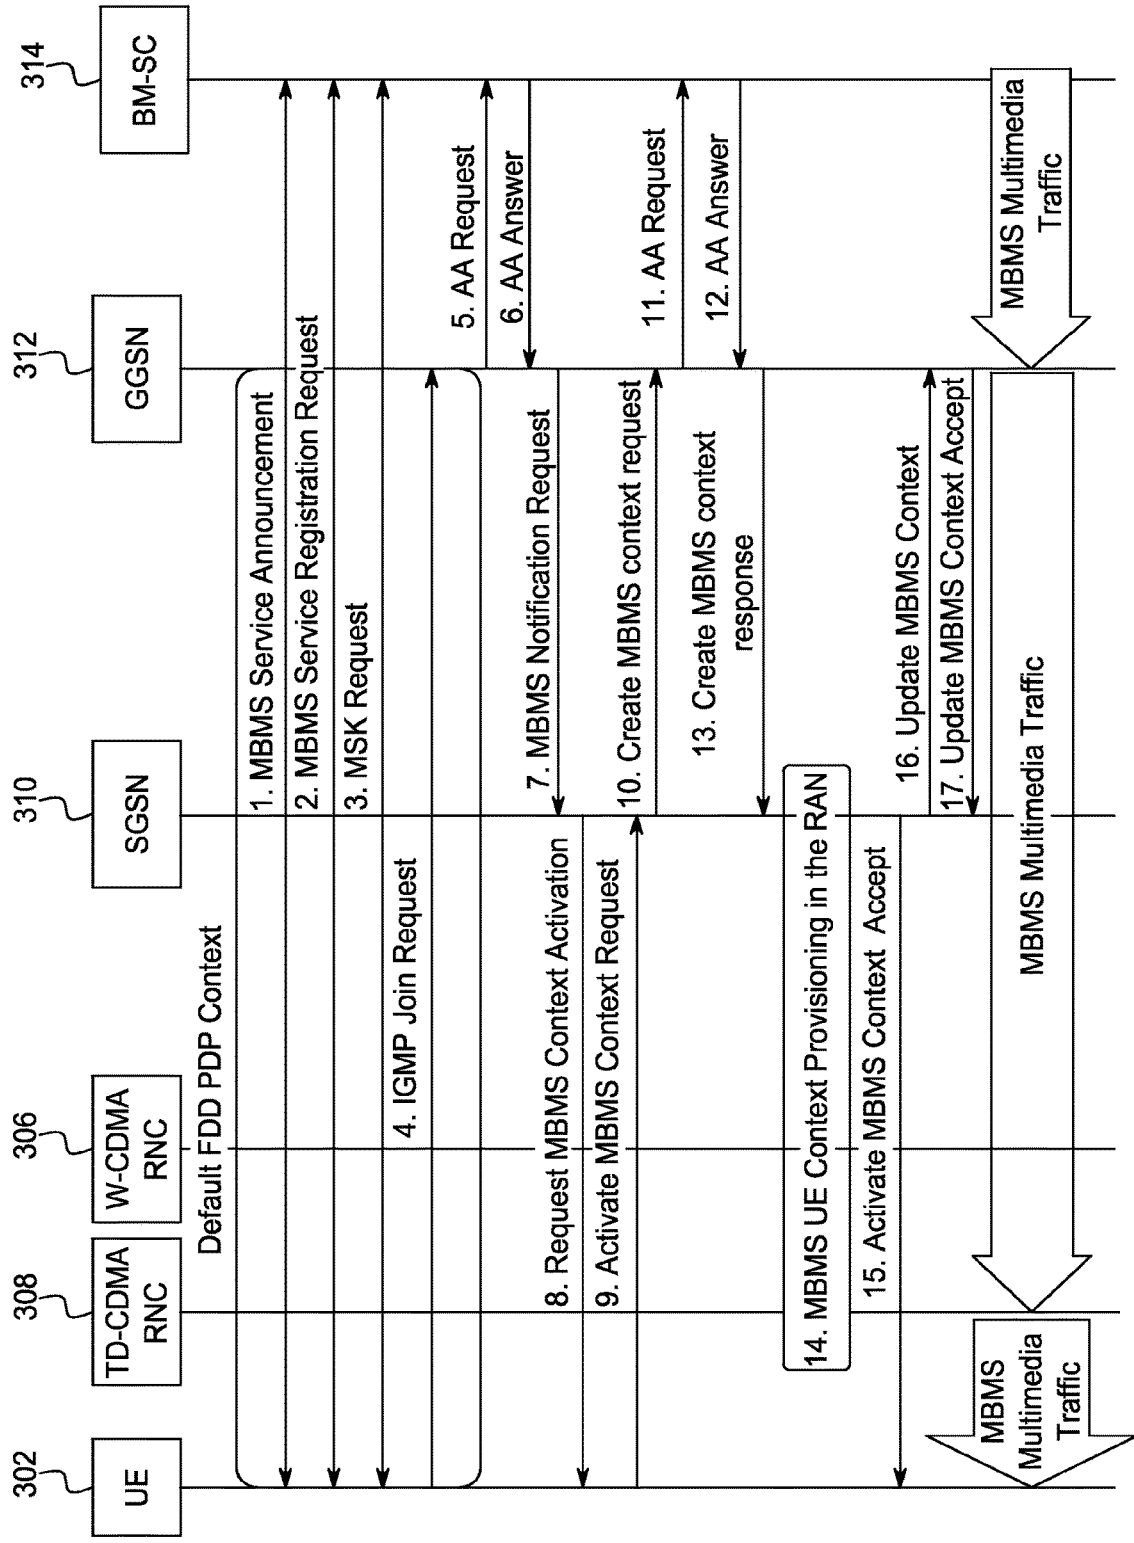 302
308
306
310
312
314
UE
TD-CDMA
RNC
W-CDMA
RNC
SGSN
GGSN
BM-SC
Default FDD PDP Context
1. MBMS Service Announcement
2. MBMS Service Registration Request
3. MSK Request
4. IGMP Join Request
5. AA Request
6. AA Answer
7. MBMS Notification Request
8. Request MBMS Context Activation
9. Activate MBMS Context Request
10. Create MBMS context request
11. AA Request
12. AA Answer
13. Create MBMS context
response
14. MBMS UE Context Provisioning in the RAN
15. Activate MBMS Context Accept
16. Update MBMS Context
17. Update MBMS Context Accept
MBMS
Multimedia
Traffic
MBMS Multimedia Traffic
MBMS Multimedia
Traffic